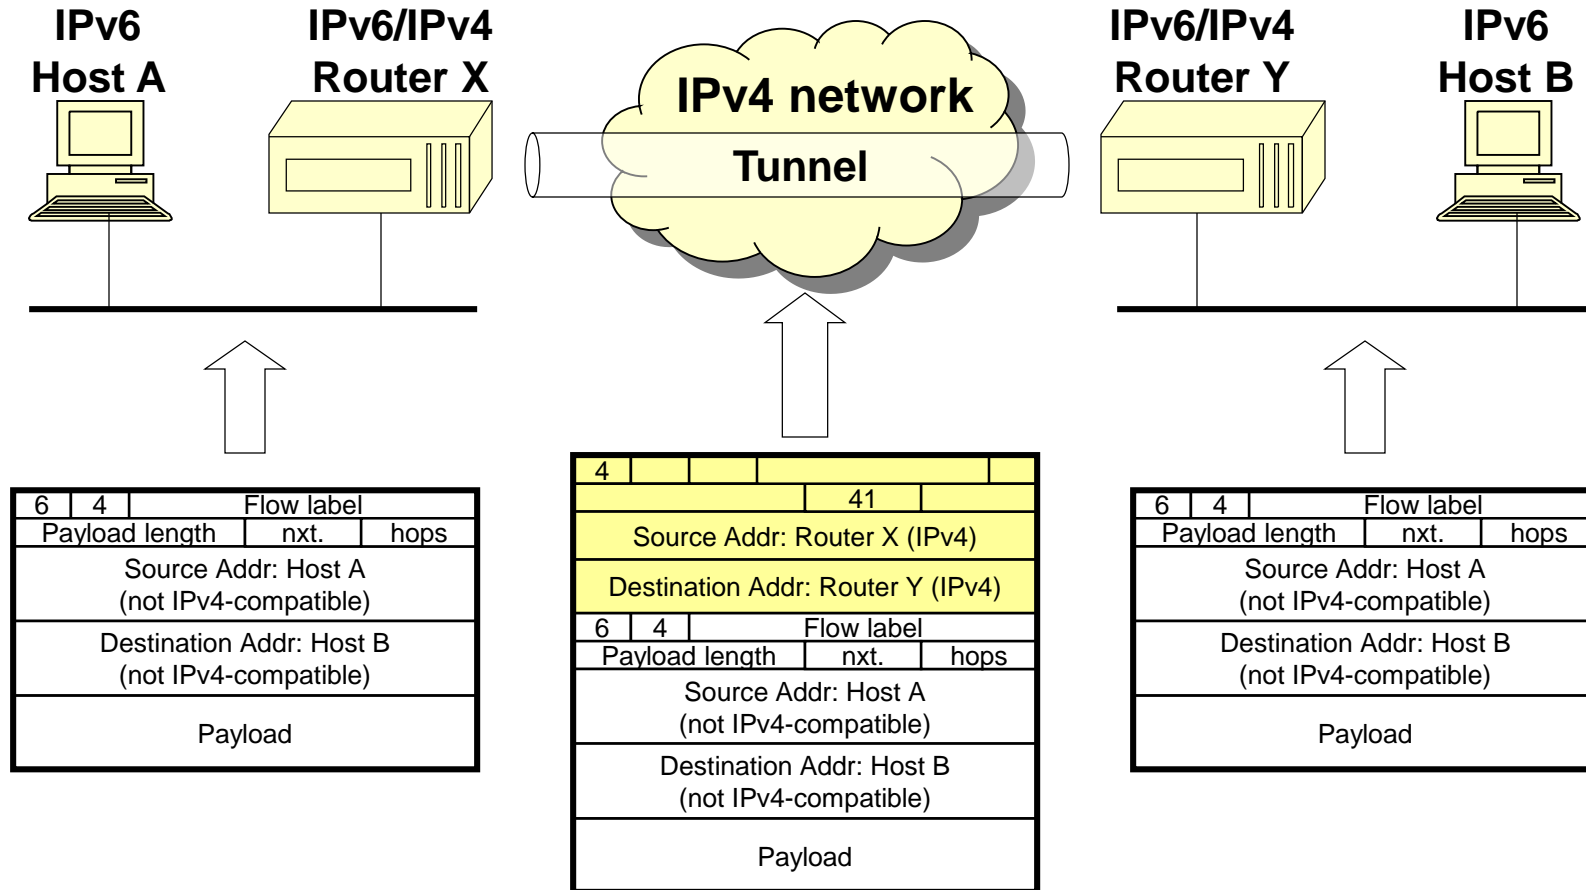 IPv6
Host A
IPv6/IPv4
Router X
IPv4 network
Tunnel
IPv6/IPv4
Router Y
IPv6
Host B
6 4 Flow label
Payload length nxt. hops
Source Addr: Host A
(not IPv4-compatible)
Destination Addr: Host B
(not IPv4-compatible)
Payload
4
41
Source Addr: Router X (IPv4)
Destination Addr: Router Y (IPv4)
6 4 Flow label
Payload length nxt. hops
Source Addr: Host A
(not IPv4-compatible)
Destination Addr: Host B
(not IPv4-compatible)
Payload
6 4 Flow label
Payload length nxt. hops
Source Addr: Host A
(not IPv4-compatible)
Destination Addr: Host B
(not IPv4-compatible)
Payload